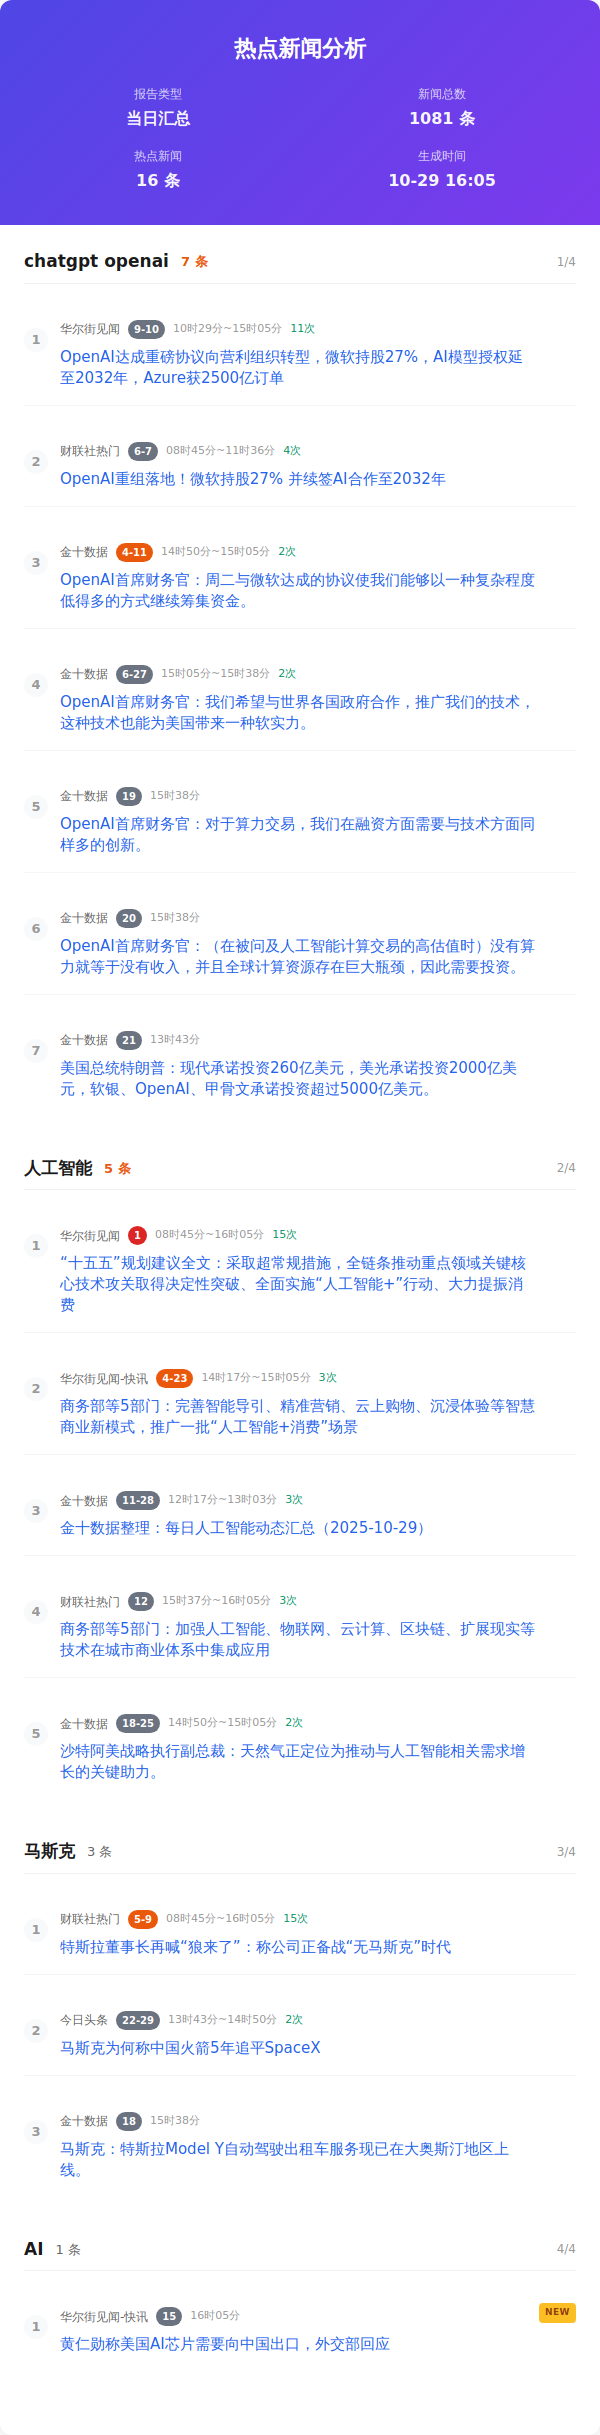 热点新闻分析
报告类型
新闻总数
当日汇总
1081 条
热点新闻
生成时间
16 条
10-29 16:05
chatgpt openai 7 条 1/4
1
华尔街见闻 9-10 10时29分~15时05分 11次
OpenAI达成重磅协议向营利组织转型，微软持股27%，AI模型授权延
至2032年，Azure获2500亿订单
2
财联社热门 6-7 08时45分~11时36分 4次
OpenAI重组落地！微软持股27% 并续签AI合作至2032年
3
金十数据 4-11 14时50分~15时05分 2次
OpenAI首席财务官：周二与微软达成的协议使我们能够以一种复杂程度
低得多的方式继续筹集资金。
4
金十数据 6-27 15时05分~15时38分 2次
OpenAI首席财务官：我们希望与世界各国政府合作，推广我们的技术，
这种技术也能为美国带来一种软实力。
5
金十数据 19 15时38分
OpenAI首席财务官：对于算力交易，我们在融资方面需要与技术方面同
样多的创新。
6
金十数据 20 15时38分
OpenAI首席财务官：（在被问及人工智能计算交易的高估值时）没有算
力就等于没有收入，并且全球计算资源存在巨大瓶颈，因此需要投资。
7
金十数据 21 13时43分
美国总统特朗普：现代承诺投资260亿美元，美光承诺投资2000亿美
元，软银、OpenAI、甲骨文承诺投资超过5000亿美元。
人工智能 5 条 2/4
1
华尔街见闻 1 08时45分~16时05分 15次
“十五五”规划建议全文：采取超常规措施，全链条推动重点领域关键核
心技术攻关取得决定性突破、全面实施“人工智能+”行动、大力提振消
费
2
华尔街见闻-快讯 4-23 14时17分~15时05分 3次
商务部等5部门：完善智能导引、精准营销、云上购物、沉浸体验等智慧
商业新模式，推广一批“人工智能+消费”场景
3
金十数据 11-28 12时17分~13时03分 3次
金十数据整理：每日人工智能动态汇总（2025-10-29）
4
财联社热门 12 15时37分~16时05分 3次
商务部等5部门：加强人工智能、物联网、云计算、区块链、扩展现实等
技术在城市商业体系中集成应用
5
金十数据 18-25 14时50分~15时05分 2次
沙特阿美战略执行副总裁：天然气正定位为推动与人工智能相关需求增
长的关键助力。
马斯克 3 条 3/4
1
财联社热门 5-9 08时45分~16时05分 15次
特斯拉董事长再喊“狼来了”：称公司正备战“无马斯克”时代
2
今日头条 22-29 13时43分~14时50分 2次
马斯克为何称中国火箭5年追平SpaceX
3
金十数据 18 15时38分
马斯克：特斯拉Model Y自动驾驶出租车服务现已在大奥斯汀地区上
线。
AI 1 条 4/4
1
华尔街见闻-快讯 15 16时05分 NEW
黄仁勋称美国AI芯片需要向中国出口，外交部回应